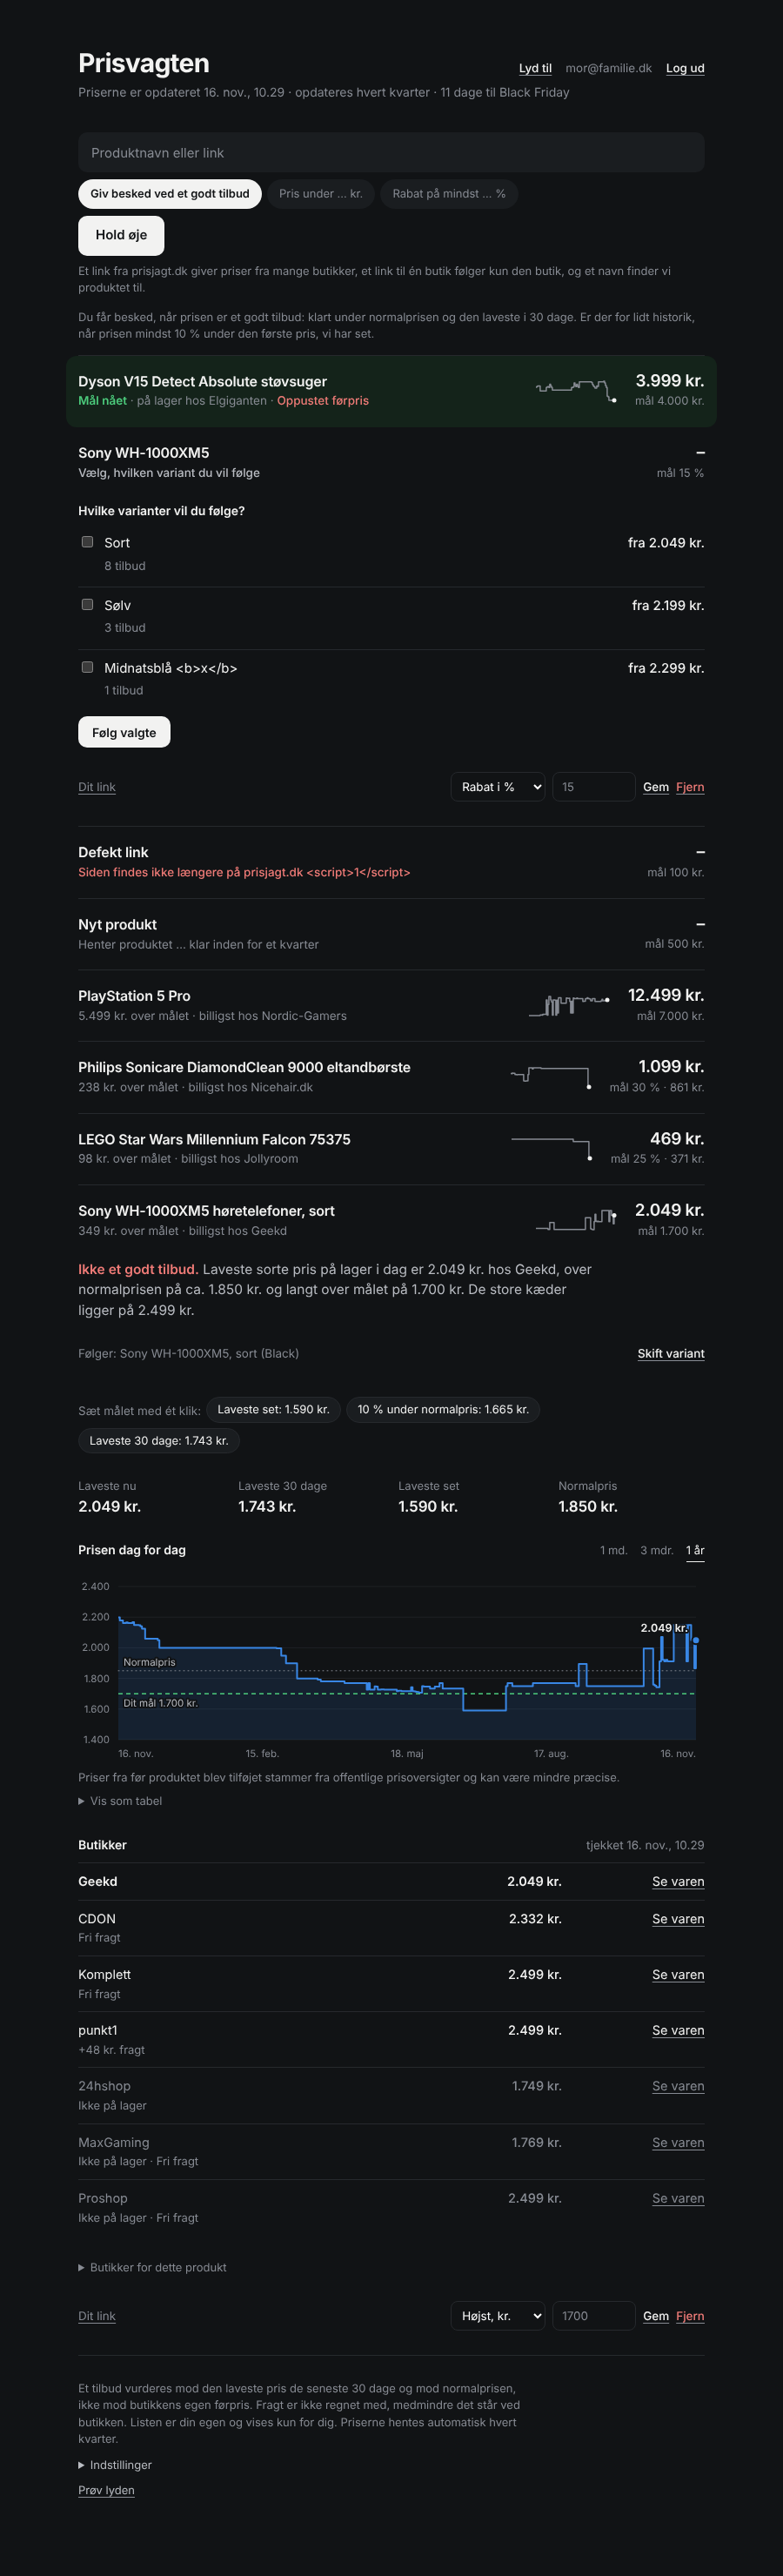 Prisvagten
Lyd til mor@familie.dk Log ud
Priserne er opdateret 16. nov., 10.29 · opdateres hvert kvarter · 11 dage til Black Friday
Produktnavn eller link
Giv besked ved et godt tilbud
Pris under ... kr.
Rabat på mindst ... %
Hold øje
Et link fra prisjagt.dk giver priser fra mange butikker, et link til én butik følger kun den butik, og et navn finder vi
produktet til.
Du får besked, når prisen er et godt tilbud: klart under normalprisen og den laveste i 30 dage. Er der for lidt historik,
når prisen mindst 10 % under den første pris, vi har set.
Dyson V15 Detect Absolute støvsuger
3.999 kr.
Mål nået · på lager hos Elgiganten · Oppustet førpris
mål 4.000 kr.
Sony WH-1000XM5
–
Vælg, hvilken variant du vil følge
mål 15 %
Hvilke varianter vil du følge?
Sort
fra 2.049 kr.
8 tilbud
Sølv
fra 2.199 kr.
3 tilbud
Midnatsblå <b>x</b>
fra 2.299 kr.
1 tilbud
Følg valgte
Dit link
Rabat i %
15
Gem
Fjern
Defekt link
–
Siden findes ikke længere på prisjagt.dk <script>1</script>
mål 100 kr.
Nyt produkt
–
Henter produktet ... klar inden for et kvarter
mål 500 kr.
PlayStation 5 Pro
12.499 kr.
5.499 kr. over målet · billigst hos Nordic-Gamers
mål 7.000 kr.
Philips Sonicare DiamondClean 9000 eltandbørste
1.099 kr.
238 kr. over målet · billigst hos Nicehair.dk
mål 30 % · 861 kr.
LEGO Star Wars Millennium Falcon 75375
469 kr.
98 kr. over målet · billigst hos Jollyroom
mål 25 % · 371 kr.
Sony WH-1000XM5 høretelefoner, sort
2.049 kr.
349 kr. over målet · billigst hos Geekd
mål 1.700 kr.
Ikke et godt tilbud. Laveste sorte pris på lager i dag er 2.049 kr. hos Geekd, over
normalprisen på ca. 1.850 kr. og langt over målet på 1.700 kr. De store kæder
ligger på 2.499 kr.
Følger: Sony WH-1000XM5, sort (Black)
Skift variant
Sæt målet med ét klik:
Laveste set: 1.590 kr.
10 % under normalpris: 1.665 kr.
Laveste 30 dage: 1.743 kr.
Laveste nu
Laveste 30 dage
Laveste set
Normalpris
2.049 kr.
1.743 kr.
1.590 kr.
1.850 kr.
Prisen dag for dag
1 md.
3 mdr.
1 år
2.400
2.200
2.049 kr.
2.000
Normalpris
1.800
Dit mål 1.700 kr.
1.600
1.400
16. nov.
15. feb.
18. maj
17. aug.
16. nov.
Priser fra før produktet blev tilføjet stammer fra offentlige prisoversigter og kan være mindre præcise.
Vis som tabel
Butikker
tjekket 16. nov., 10.29
Geekd
2.049 kr.
Se varen
CDON
2.332 kr.
Se varen
Fri fragt
Komplett
2.499 kr.
Se varen
Fri fragt
punkt1
2.499 kr.
Se varen
+48 kr. fragt
24hshop
1.749 kr.
Se varen
Ikke på lager
MaxGaming
1.769 kr.
Se varen
Ikke på lager · Fri fragt
Proshop
2.499 kr.
Se varen
Ikke på lager · Fri fragt
Butikker for dette produkt
Dit link
Højst, kr.
1700
Gem
Fjern
Et tilbud vurderes mod den laveste pris de seneste 30 dage og mod normalprisen,
ikke mod butikkens egen førpris. Fragt er ikke regnet med, medmindre det står ved
butikken. Listen er din egen og vises kun for dig. Priserne hentes automatisk hvert
kvarter.
Indstillinger
Prøv lyden